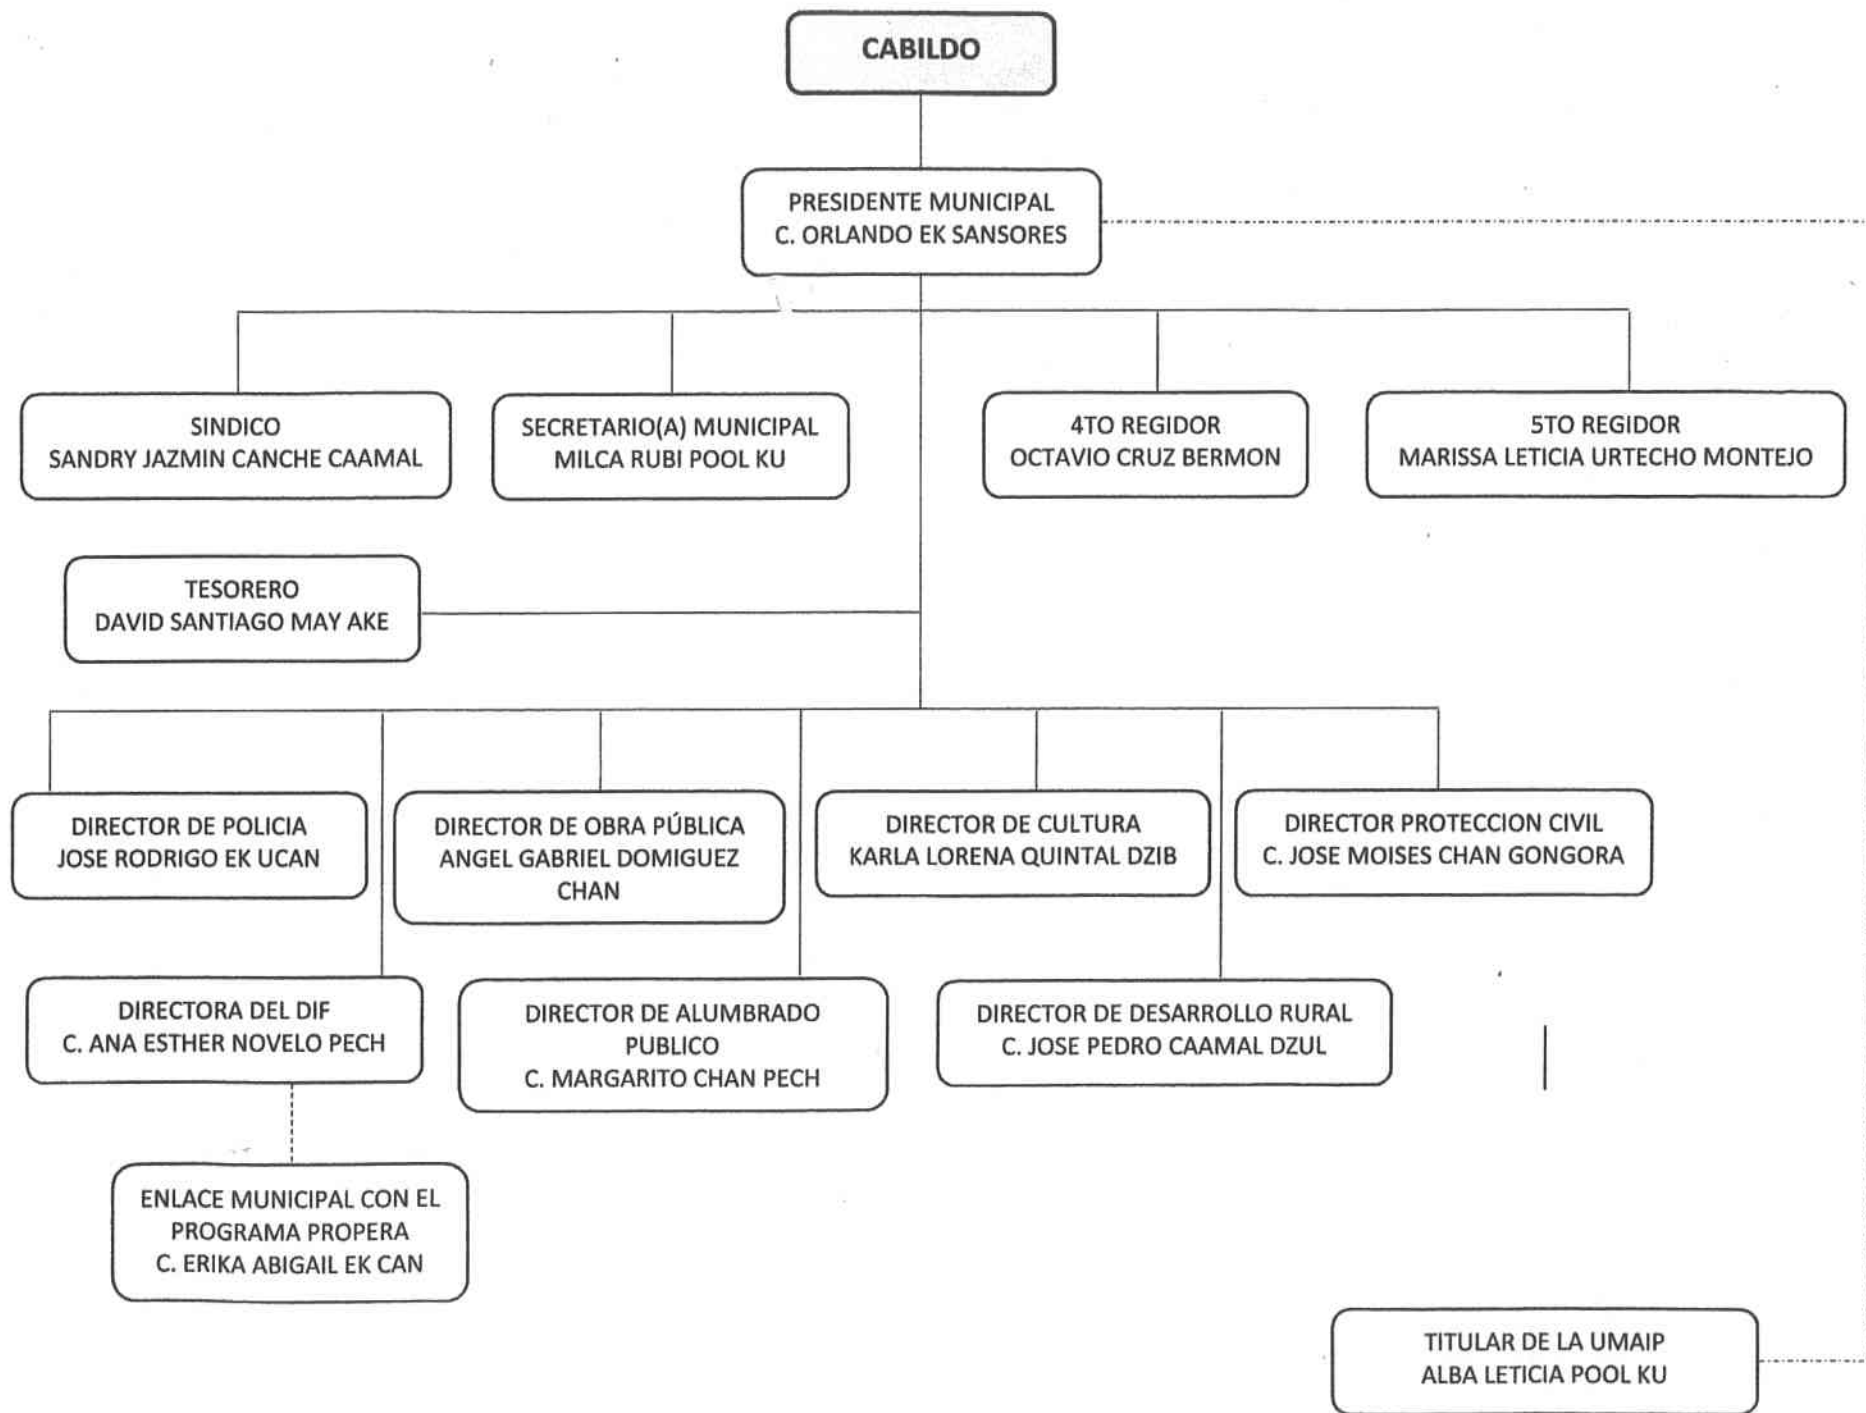 CABILDO
PRESIDENTE MUNICIPAL
C. ORLANDO EK SANSORES
SINDICO
SANDRY JAZMIN CANCHE CAAMAL
SECRETARIO(A) MUNICIPAL
MILCA RUBI POOL KU
4TO REGIDOR
OCTAVIO CRUZ BERMON
5TO REGIDOR
MARISSA LETICIA URTECHO MONTEJO
TESORERO
DAVID SANTIAGO MAY AKE
DIRECTOR DE POLICIA
JOSE RODRIGO EK UCAN
DIRECTOR DE OBRA PÚBLICA
ANGEL GABRIEL DOMIGUEZ
CHAN
DIRECTOR DE CULTURA
KARLA LORENA QUINTAL DZIB
DIRECTOR PROTECCION CIVIL
C. JOSE MOISES CHAN GONGORA
DIRECTORA DEL DIF
C. ANA ESTHER NOVELO PECH
DIRECTOR DE ALUMBRADO
PUBLICO
C. MARGARITO CHAN PECH
DIRECTOR DE DESARROLLO RURAL
C. JOSE PEDRO CAAMAL DZUL
ENLACE MUNICIPAL CON EL
PROGRAMA PROPERA
C. ERIKA ABIGAIL EK CAN
TITULAR DE LA UMAIP
ALBA LETICIA POOL KU